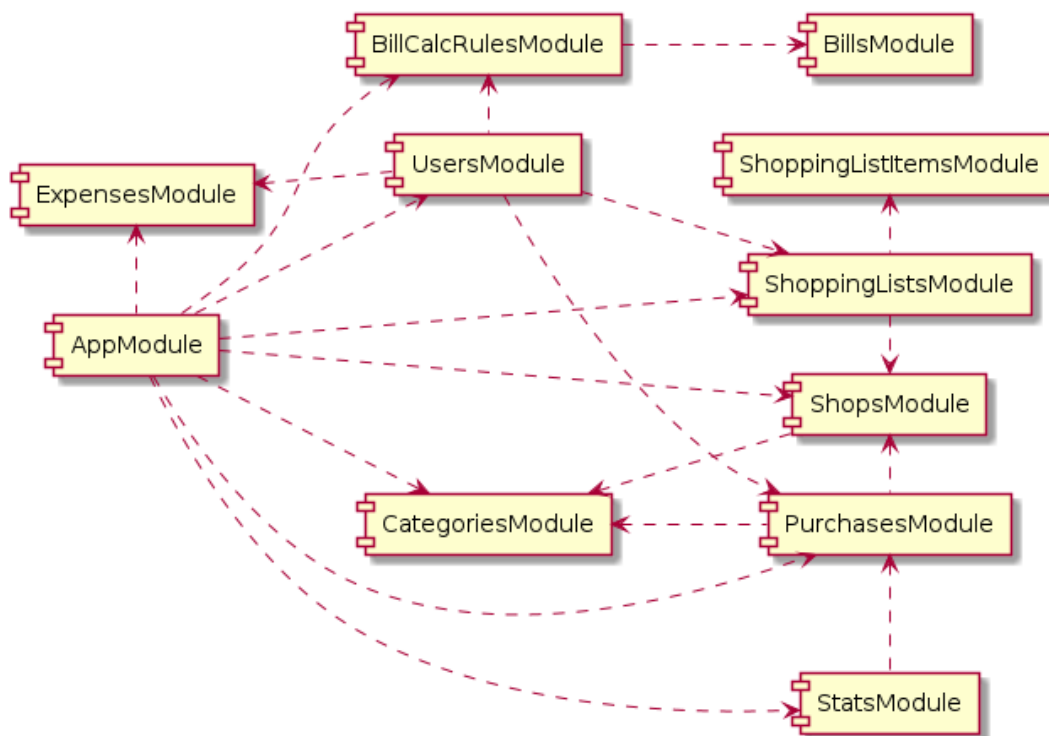 BillCalcRulesModule
BillsModule
UsersModule
ShoppingListItemsModule
ExpensesModule
ShoppingListsModule
AppModule
ShopsModule
CategoriesModule
PurchasesModule
StatsModule